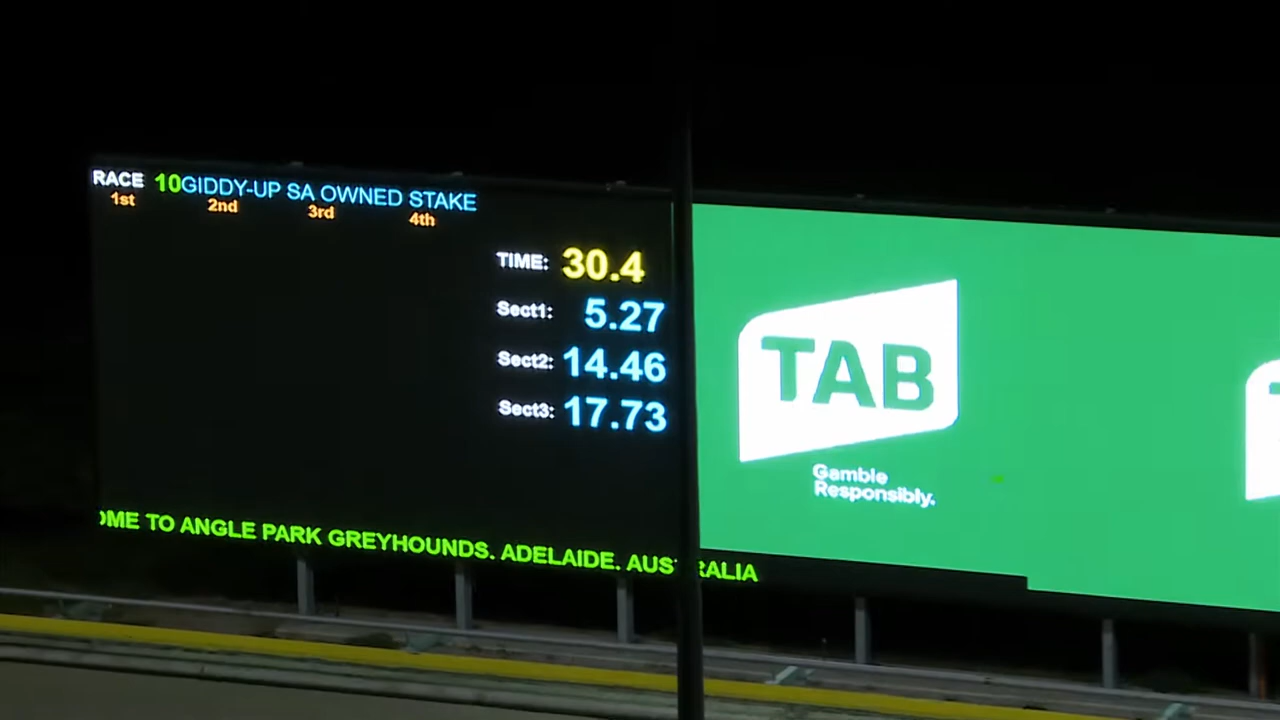 RACE 10GIDDY-UP SA OWNED STAKE
1st 2nd 3rd 4th
TIME: 30.4
Sect1: 5.27
Sect2: 14.46
Sect3: 17.73
OME TO ANGLE PARK GREYHOUNDS. ADELAIDE. AUSTRALIA
TAB
Gamble
Responsibly.